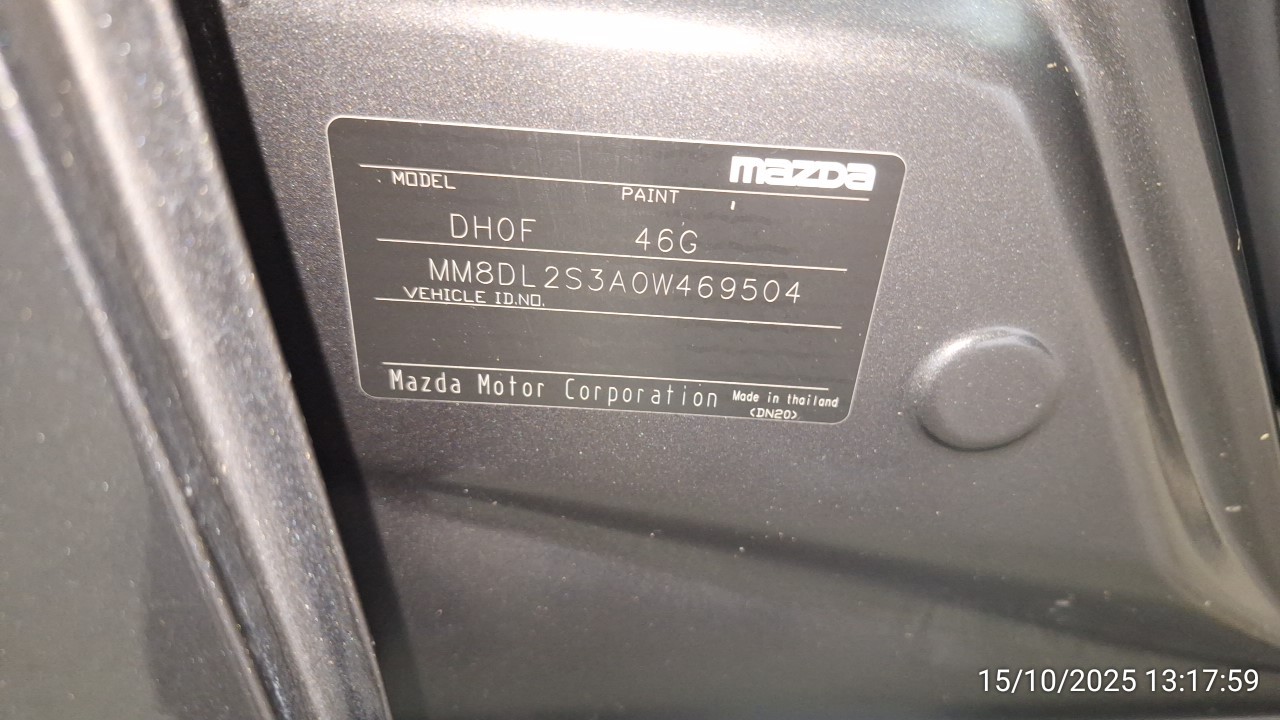 mazda
MODEL PAINT
DH0F 46G
MM8DL2S3A0W469504
VEHICLE ID.NO.
Mazda Motor Corporation Made in thailand
(DN20)
15/10/2025 13:17:59